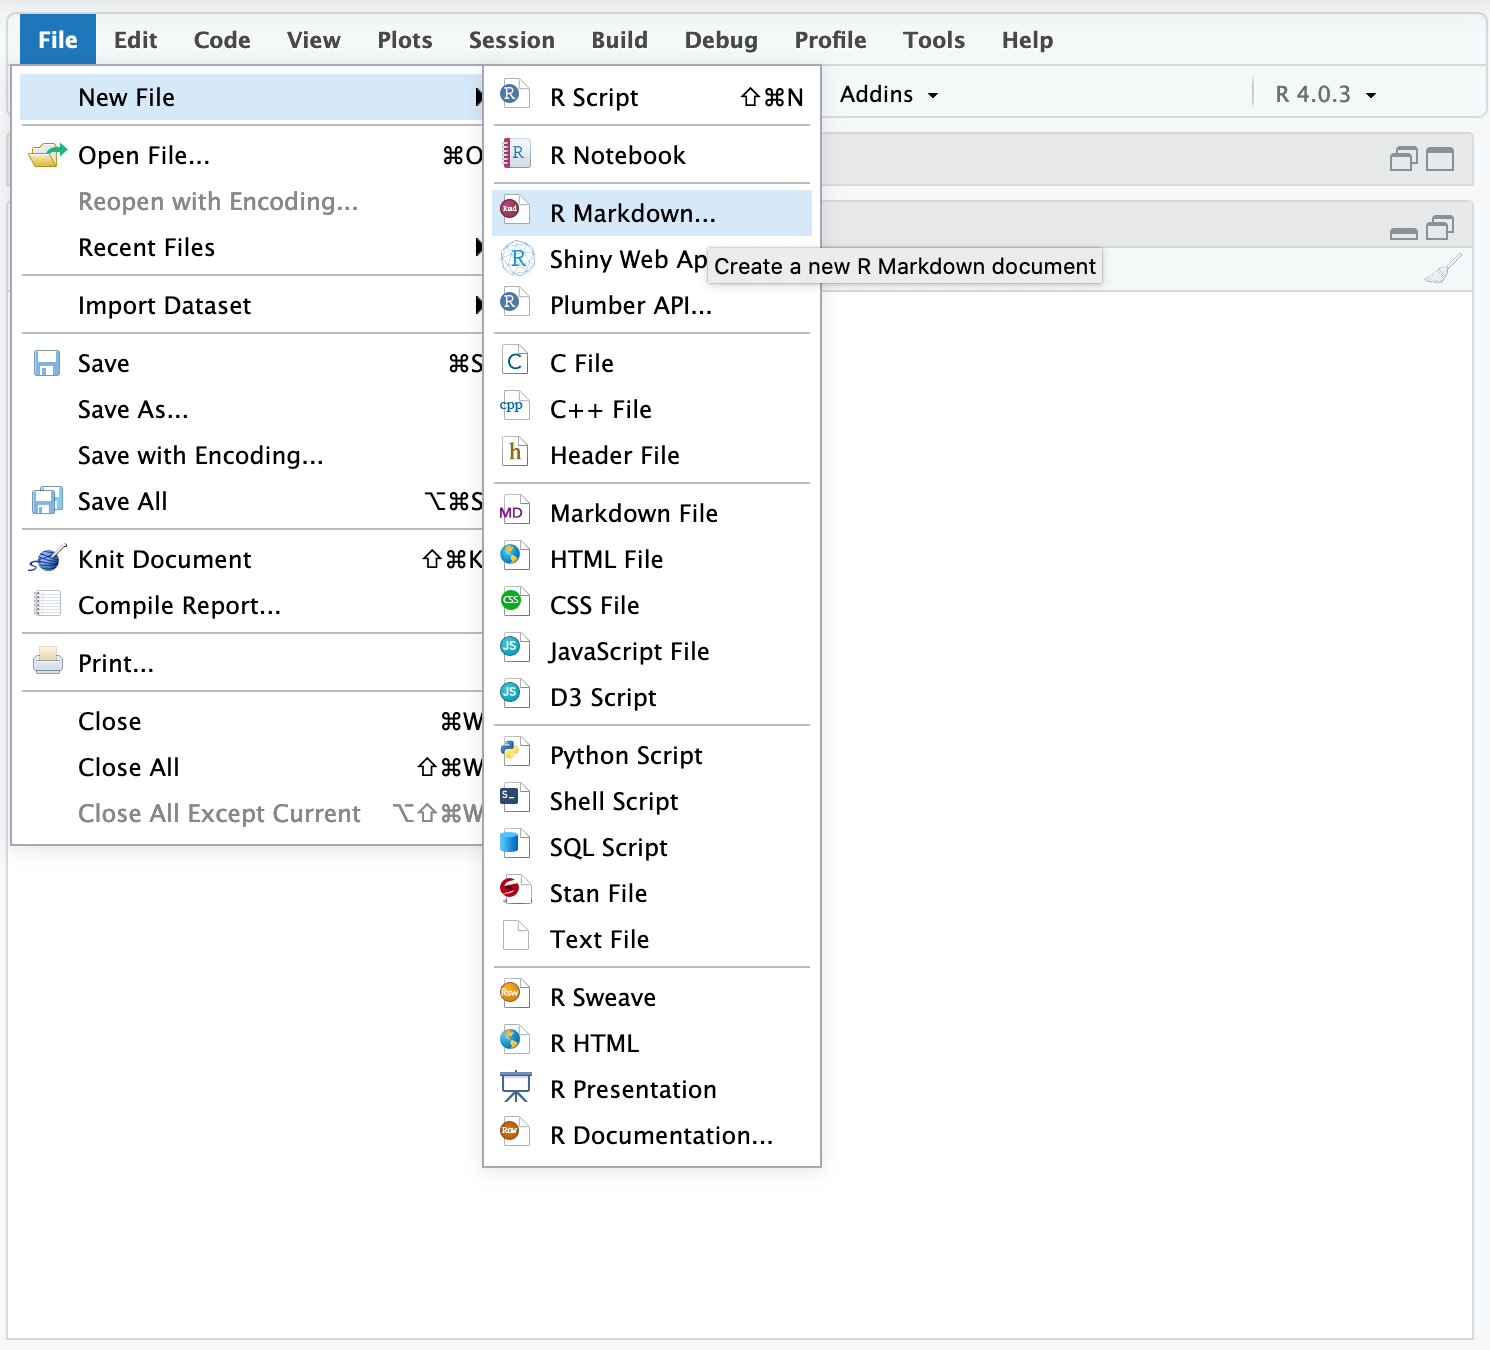 File Edit Code View Plots Session Build Debug Profile Tools Help
Addins R 4.0.3
New File
Open File... ⌘O
Reopen with Encoding...
Recent Files
Import Dataset
Save ⌘S
Save As...
Save with Encoding...
Save All ⌥⌘S
Knit Document ⇧⌘K
Compile Report...
Print...
Close ⌘W
Close All ⇧⌘W
Close All Except Current ⌥⇧⌘W
R Script ⇧⌘N
R Notebook
R Markdown...
Shiny Web Ap
Create a new R Markdown document
Plumber API...
C File
C++ File
Header File
Markdown File
HTML File
CSS File
JavaScript File
D3 Script
Python Script
Shell Script
SQL Script
Stan File
Text File
R Sweave
R HTML
R Presentation
R Documentation...